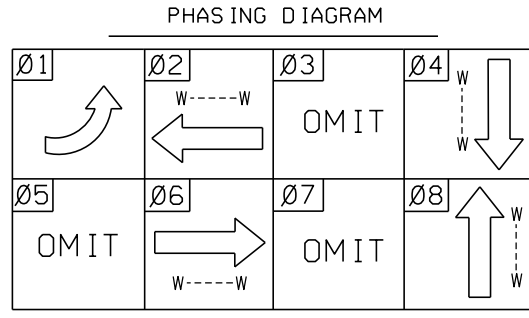 PHASING DIAGRAM
Ø1
Ø2
W W
Ø3
OMIT
Ø4
W
W
Ø5
OMIT
Ø6
W W
Ø7
OMIT
Ø8
W
W